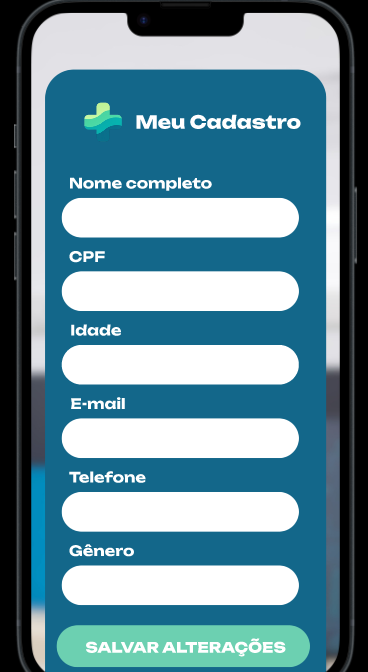 Meu Cadastro
Nome completo
CPF
Idade
E-mail
Telefone
Gênero
SALVAR ALTERAÇÕES